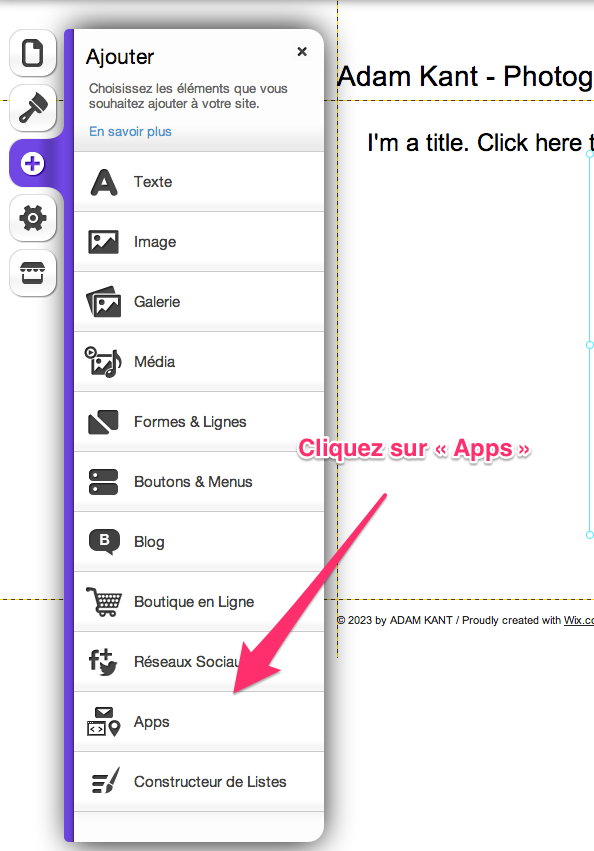 Ajouter
Choisissez les éléments que vous
souhaitez ajouter à votre site.
En savoir plus
Texte
Image
Galerie
Média
Formes & Lignes
Boutons & Menus
Blog
Boutique en Ligne
Réseaux Sociau
Apps
Constructeur de Listes
Adam Kant - Photog
I'm a title. Click here t
Cliquez sur « Apps »
© 2023 by ADAM KANT / Proudly created with Wix.co